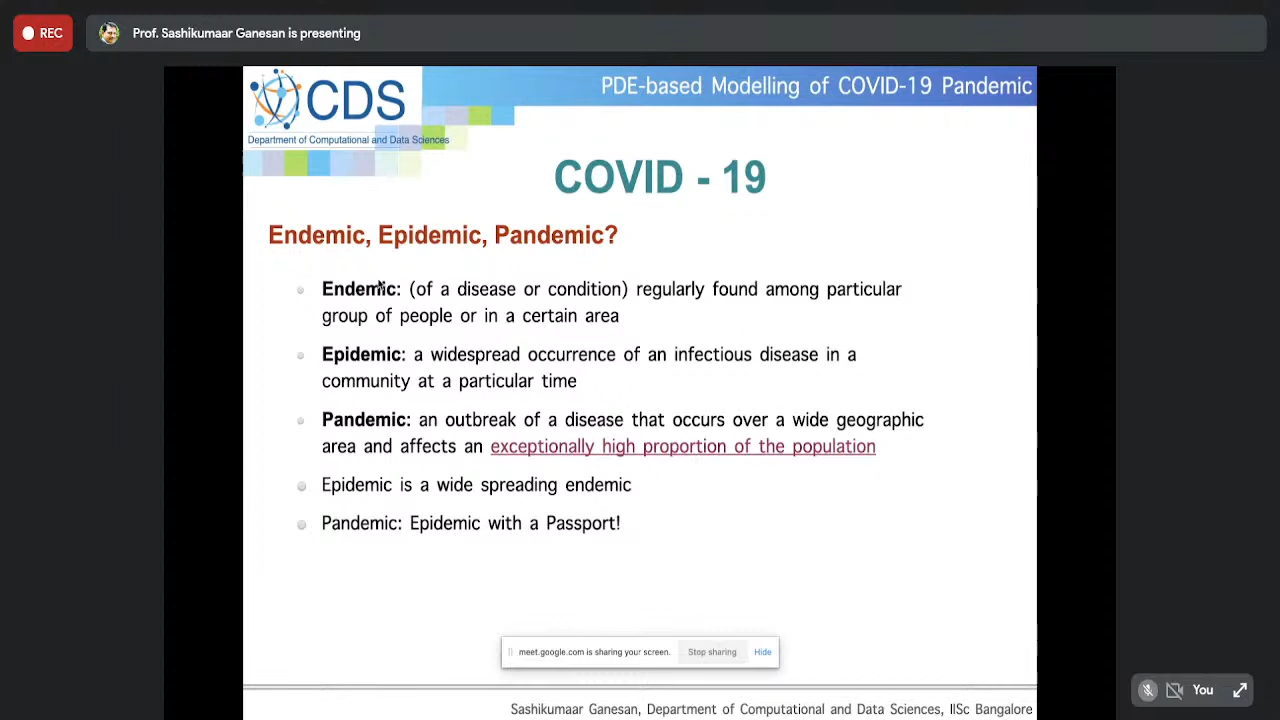 REC
Prof. Sashikumaar Ganesan is presenting
CDS
Department of Computational and Data Sciences
PDE-based Modelling of COVID-19 Pandemic
COVID - 19
Endemic, Epidemic, Pandemic?
Endemic: (of a disease or condition) regularly found among particular
group of people or in a certain area
Epidemic: a widespread occurrence of an infectious disease in a
community at a particular time
Pandemic: an outbreak of a disease that occurs over a wide geographic
area and affects an exceptionally high proportion of the population
Epidemic is a wide spreading endemic
Pandemic: Epidemic with a Passport!
meet.google.com is sharing your screen. Stop sharing Hide
You
Sashikumaar Ganesan, Department of Computational and Data Sciences, IISc Bangalore